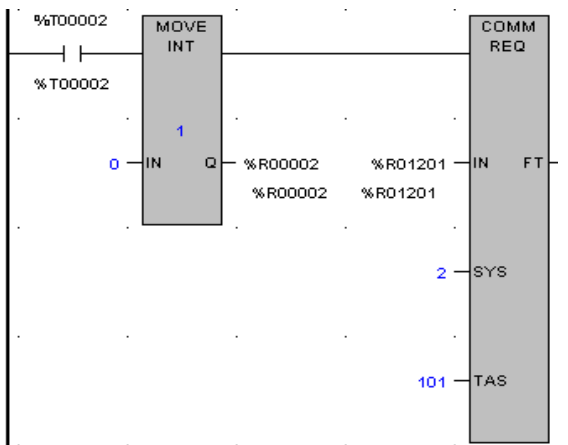 %T00002
MOVE
INT
COMM
REQ
%T00002
1
0 IN Q %R00002 %R01201 IN FT
%R00002 %R01201
2 SYS
101 TAS